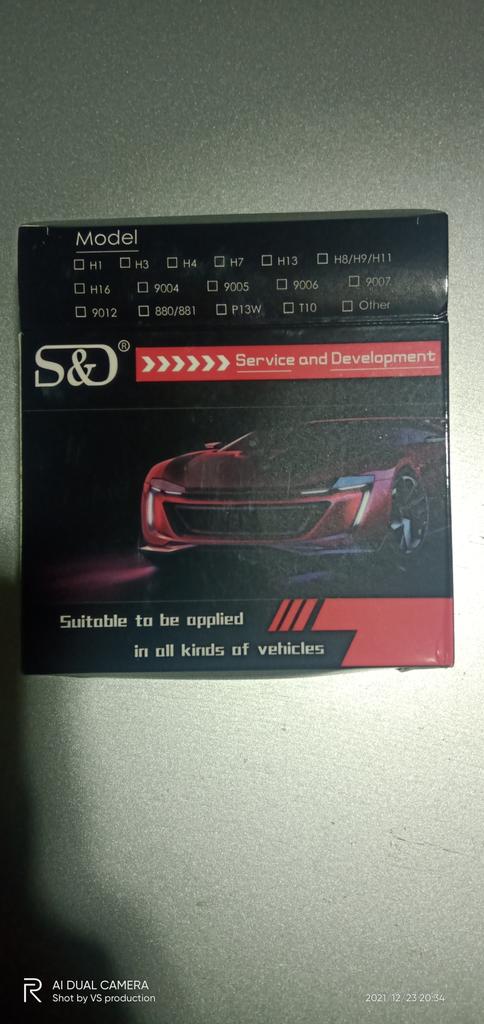 Model
☐ H1 ☐ H3 ☐ H4 ☐ H7 ☐ H13 ☐ H8/H9/H11
☐ H16 ☐ 9004 ☐ 9005 ☐ 9006 ☐ 9007
☐ 9012 ☐ 880/881 ☐ P13W ☐ T10 ☐ Other
S&D® Service and Development
Suitable to be applied
in all kinds of vehicles
R AI DUAL CAMERA
Shot by VS production
2021.12.23 20:34